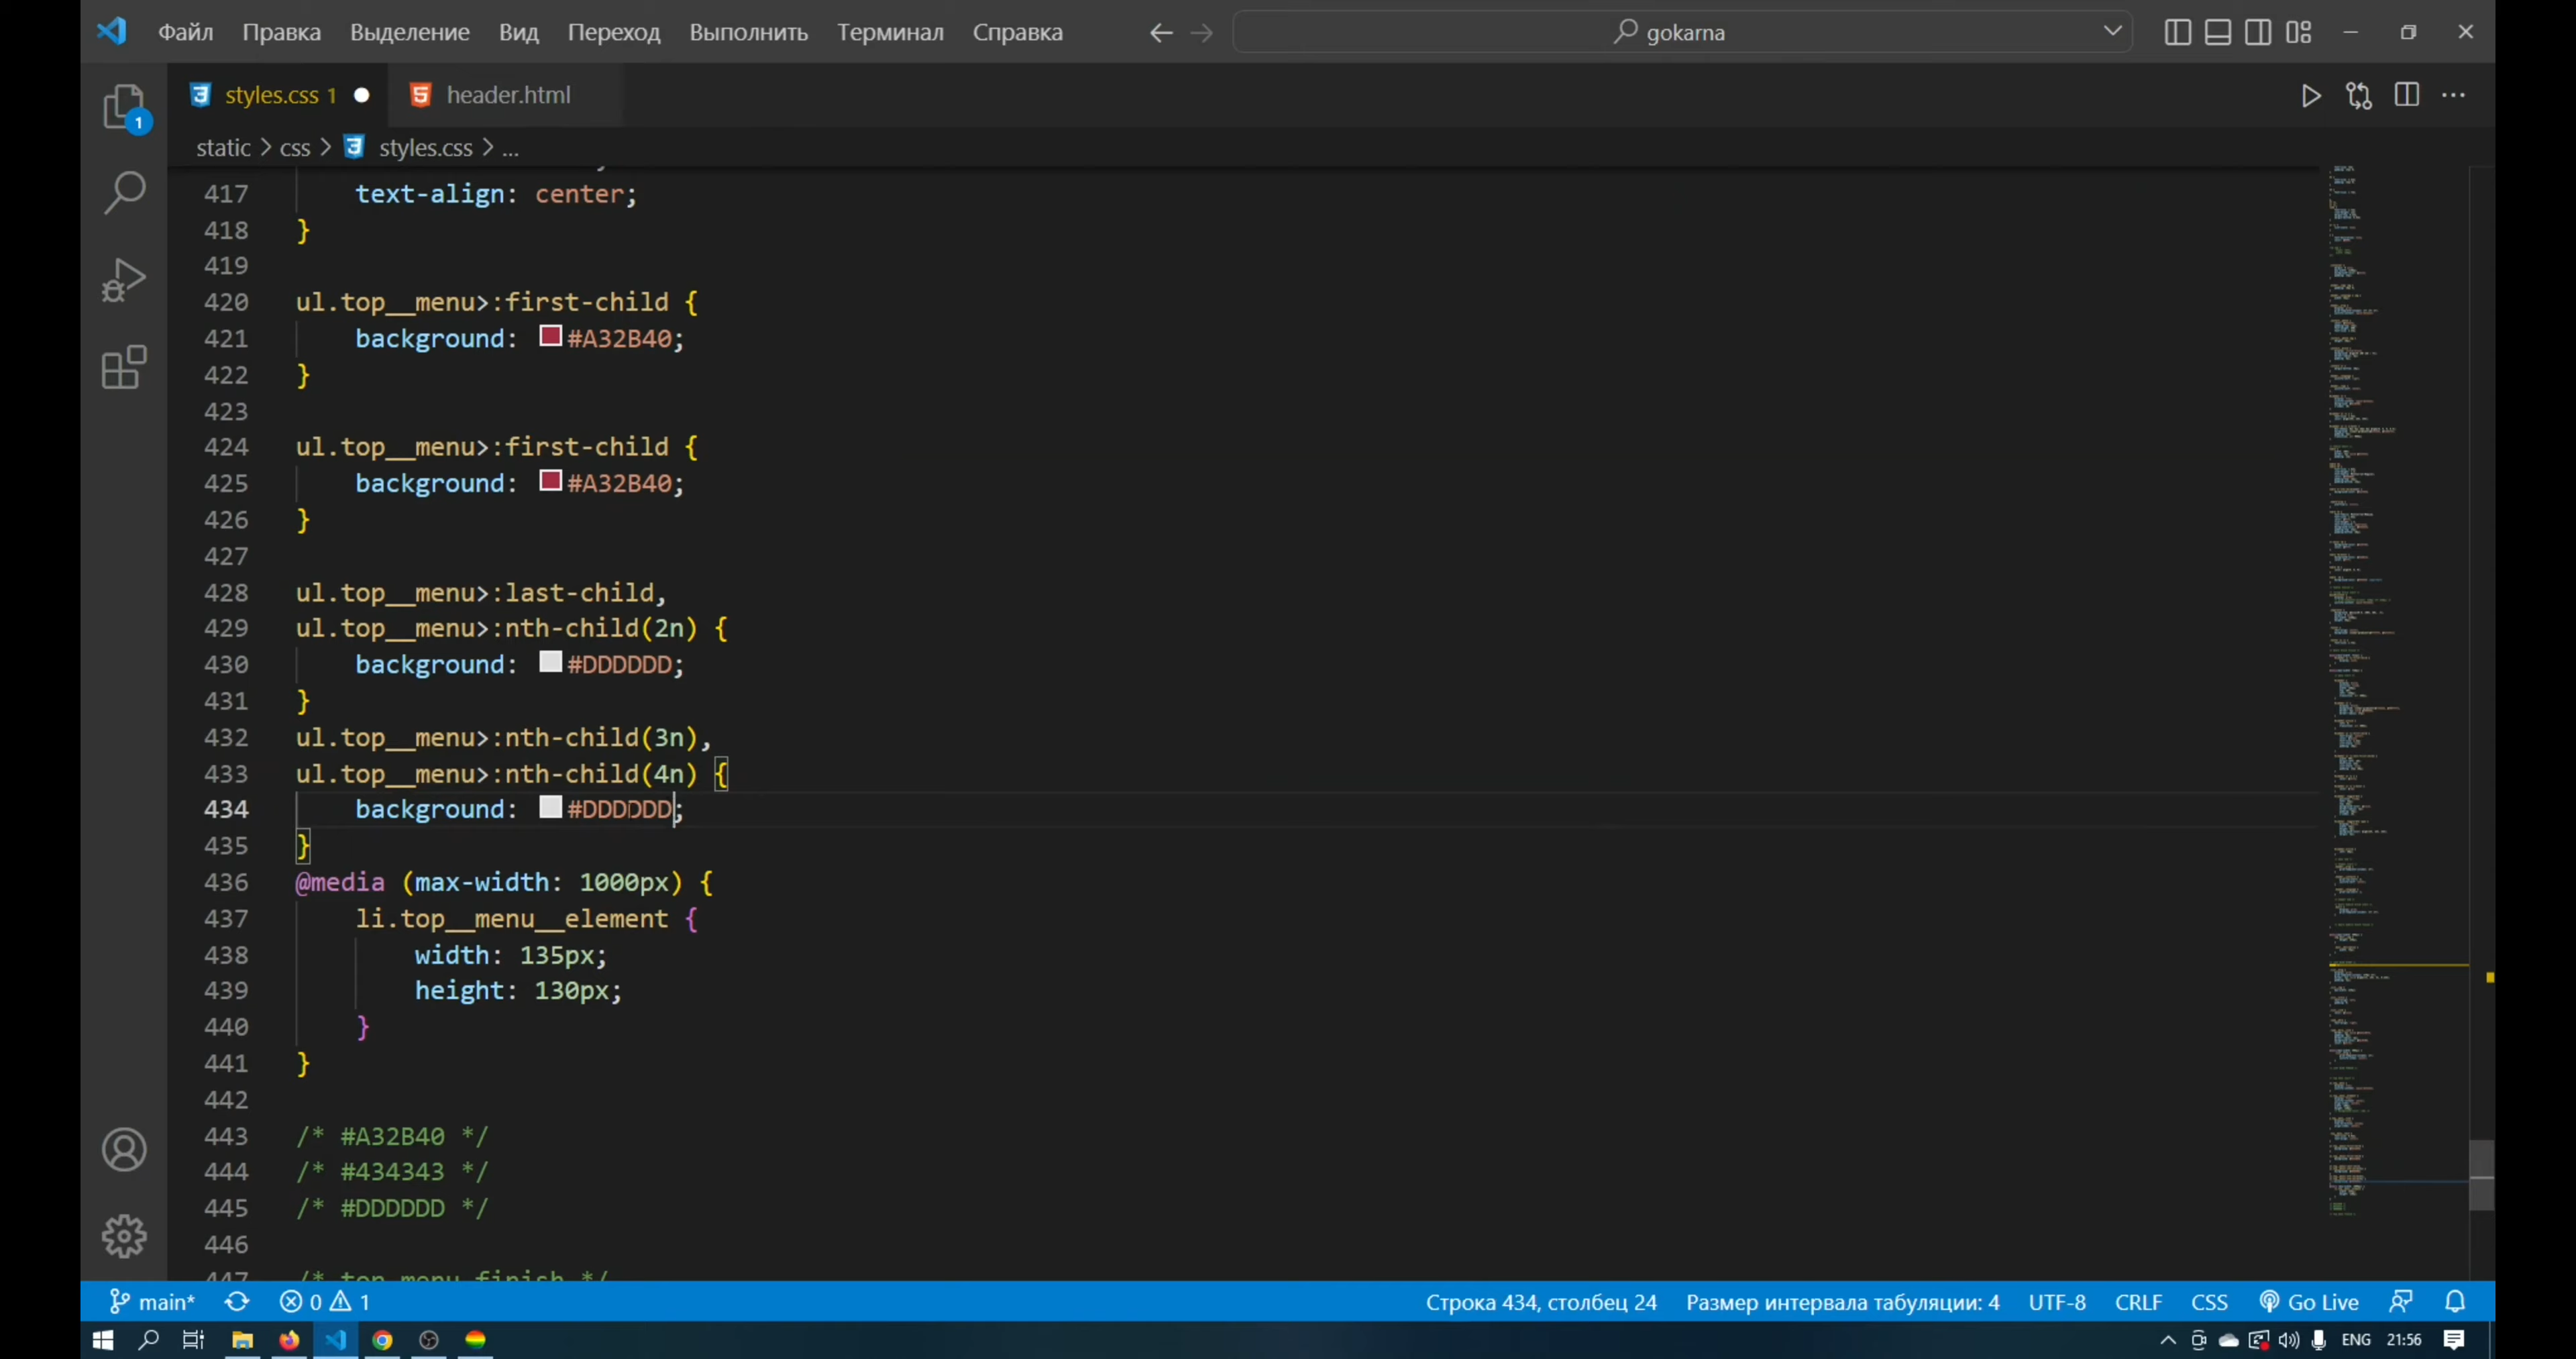 Файл Правка Выделение Вид Переход Выполнить Терминал Справка gokarna
styles.css 1 header.html
1
static > css > styles.css > ...
417 text-align: center;
418 }
419
420 ul.top__menu>:first-child {
421 background: #A32B40;
422 }
423
424 ul.top__menu>:first-child {
425 background: #A32B40;
426 }
427
428 ul.top__menu>:last-child,
429 ul.top__menu>:nth-child(2n) {
430 background: #DDDDDD;
431 }
432 ul.top__menu>:nth-child(3n),
433 ul.top__menu>:nth-child(4n) {
434 background: #DDDDDD;
435 }
436 @media (max-width: 1000px) {
437 li.top__menu__element {
438 width: 135px;
439 height: 130px;
440 }
441 }
442
443 /* #A32B40 */
444 /* #434343 */
445 /* #DDDDDD */
446
447 /* top menu finish */
main* 0 1 Строка 434, столбец 24 Размер интервала табуляции: 4 UTF-8 CRLF CSS Go Live
ENG 21:56